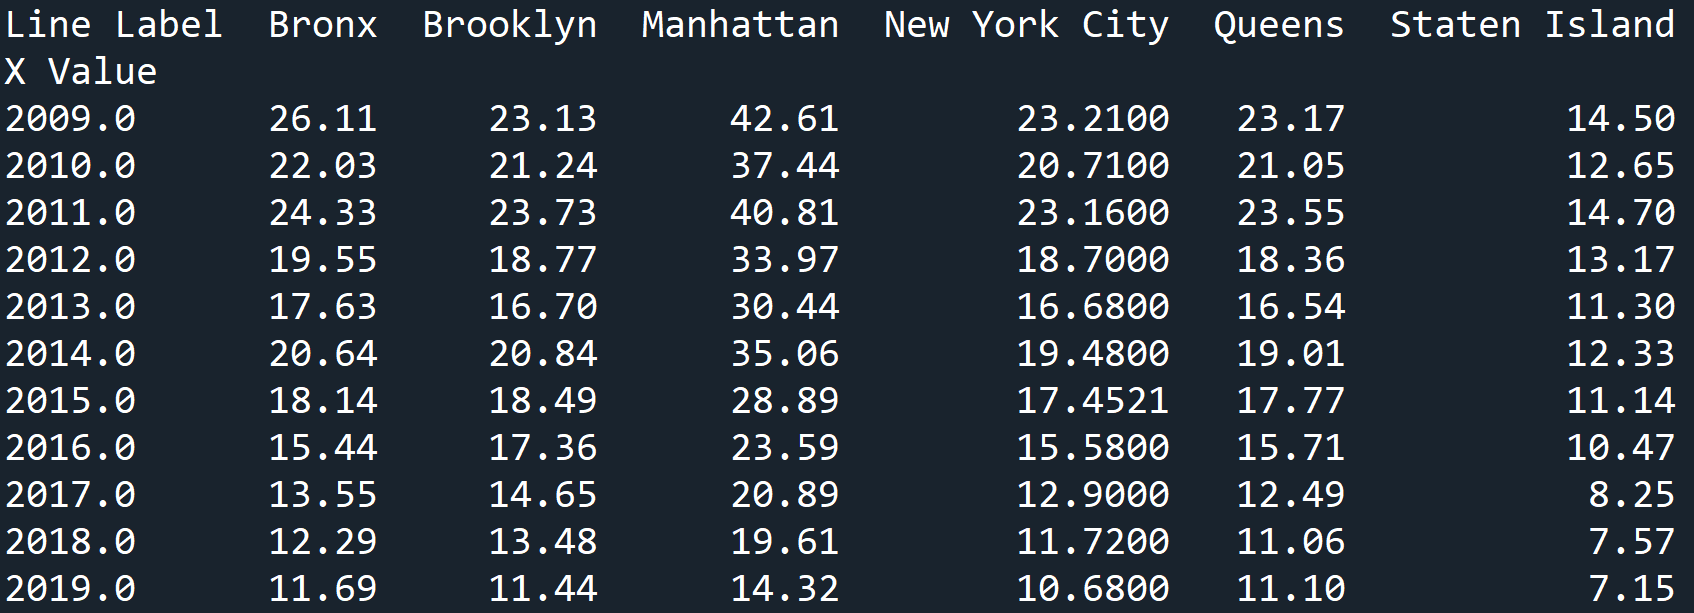 Line Label  Bronx  Brooklyn  Manhattan  New York City  Queens  Staten Island
X Value
2009.0      26.11     23.13      42.61        23.2100   23.17          14.50
2010.0      22.03     21.24      37.44        20.7100   21.05          12.65
2011.0      24.33     23.73      40.81        23.1600   23.55          14.70
2012.0      19.55     18.77      33.97        18.7000   18.36          13.17
2013.0      17.63     16.70      30.44        16.6800   16.54          11.30
2014.0      20.64     20.84      35.06        19.4800   19.01          12.33
2015.0      18.14     18.49      28.89        17.4521   17.77          11.14
2016.0      15.44     17.36      23.59        15.5800   15.71          10.47
2017.0      13.55     14.65      20.89        12.9000   12.49           8.25
2018.0      12.29     13.48      19.61        11.7200   11.06           7.57
2019.0      11.69     11.44      14.32        10.6800   11.10           7.15